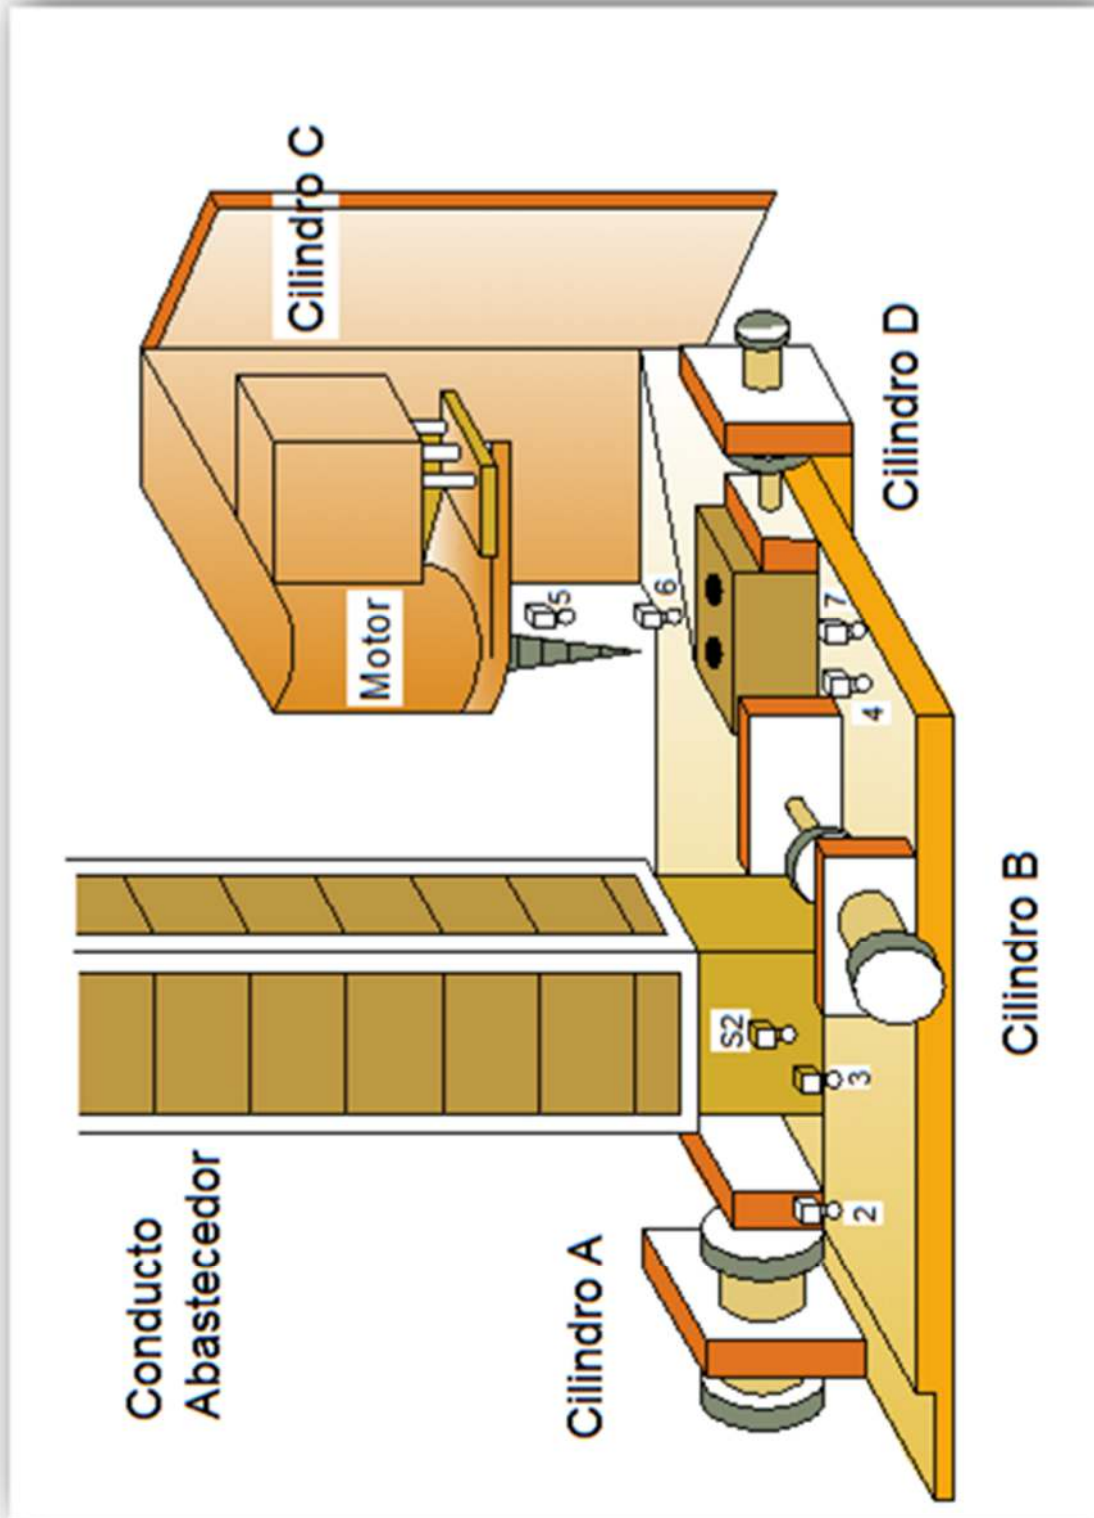 Conducto
Abastecedor
Motor
Cilindro C
Cilindro A
S2
5
6
2
3
4
7
Cilindro B
Cilindro D